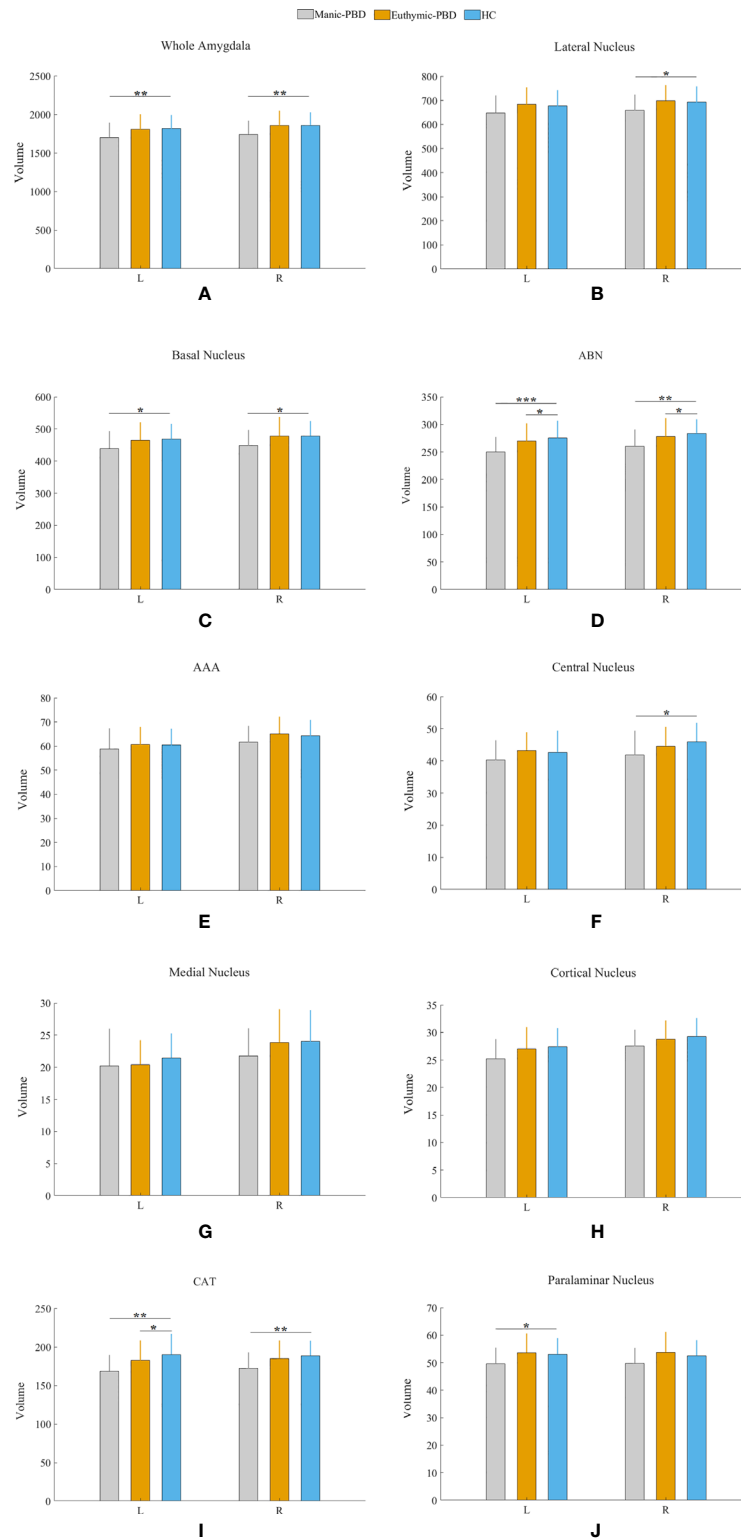 Manic-PBD Euthymic-PBD HC
Whole Amygdala
Lateral Nucleus
2500
2000
1500
1000
500
0
Volume
**
**
L
R
A
800
700
600
500
400
300
200
100
0
Volume
*
L
R
B
Basal Nucleus
ABN
600
500
400
300
200
100
0
Volume
*
*
L
R
C
350
300
250
200
150
100
50
0
Volume
***
*
**
*
L
R
D
AAA
Central Nucleus
80
70
60
50
40
30
20
10
0
Volume
L
R
E
60
50
40
30
20
10
0
Volume
*
L
R
F
Medial Nucleus
Cortical Nucleus
30
25
20
15
10
5
0
Volume
L
R
G
35
30
25
20
15
10
5
0
Volume
L
R
H
CAT
Paralaminar Nucleus
250
200
150
100
50
0
Volume
**
*
**
L
R
I
70
60
50
40
30
20
10
0
Volume
*
L
R
J